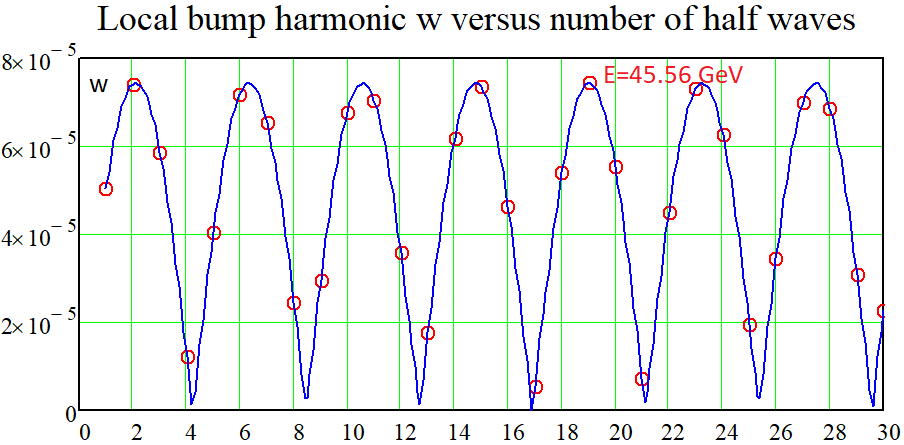 Local bump harmonic w versus number of half waves
8×10⁻⁵
w
E=45.56 GeV
6×10⁻⁵
4×10⁻⁵
2×10⁻⁵
0
0 2 4 6 8 10 12 14 16 18 20 22 24 26 28 30